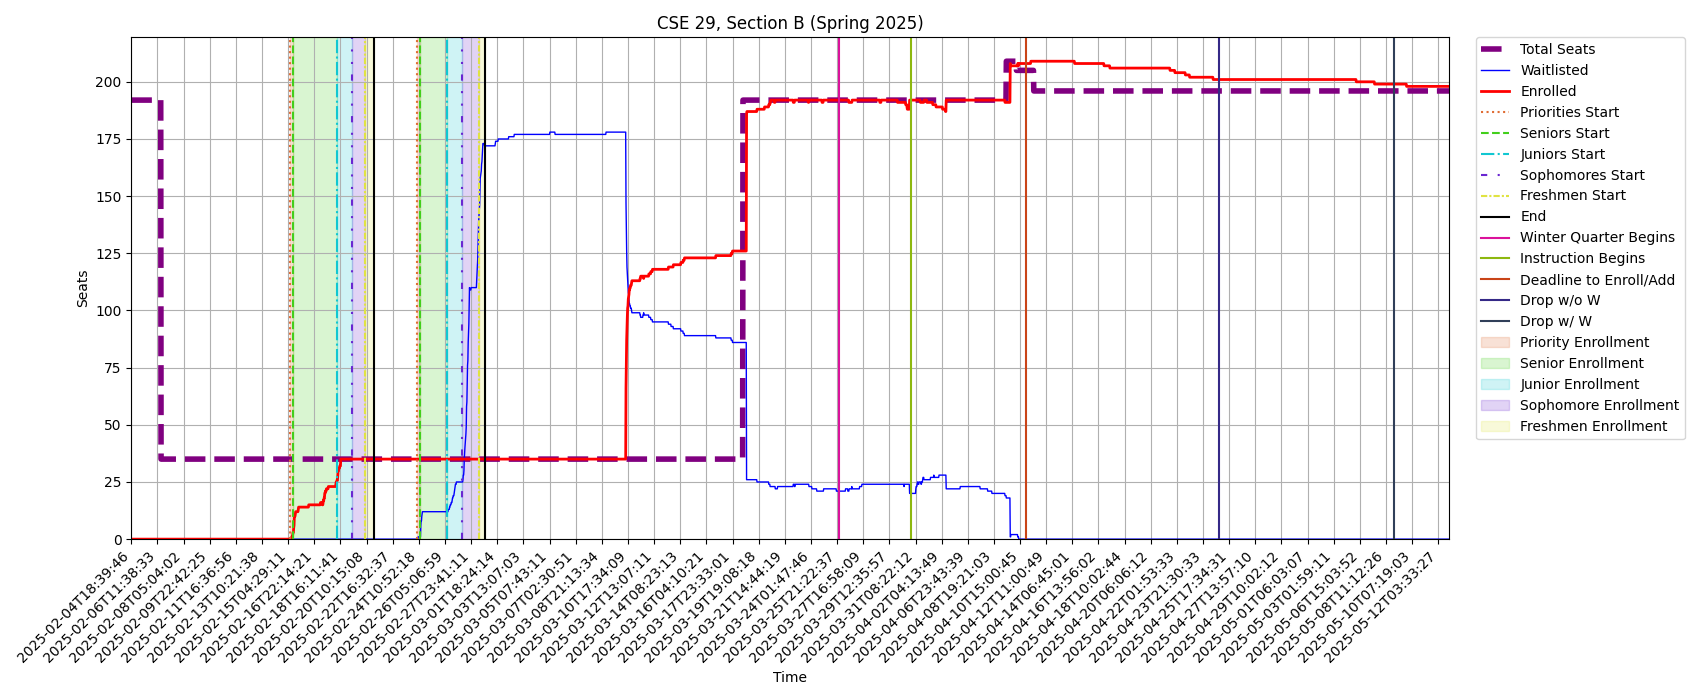 CSE 29, Section B (Spring 2025)
Seats
200
175
150
125
100
75
50
25
0
2025-02-04T18:39:46
2025-02-06T11:38:33
2025-02-08T05:04:02
2025-02-09T22:42:25
2025-02-11T16:36:56
2025-02-13T10:21:38
2025-02-15T04:29:11
2025-02-16T22:14:21
2025-02-18T16:11:41
2025-02-20T10:15:08
2025-02-22T16:32:37
2025-02-24T10:52:18
2025-02-26T05:06:59
2025-02-27T23:41:11
2025-03-01T18:24:14
2025-03-03T13:07:03
2025-03-05T07:43:11
2025-03-07T02:30:51
2025-03-08T21:13:34
2025-03-10T17:34:09
2025-03-12T13:07:11
2025-03-14T08:23:13
2025-03-16T04:10:21
2025-03-17T23:33:01
2025-03-19T19:08:18
2025-03-21T14:44:19
2025-03-24T01:47:46
2025-03-25T21:22:37
2025-03-27T16:58:09
2025-03-29T12:35:57
2025-03-31T08:22:12
2025-04-02T04:13:49
2025-04-06T23:43:39
2025-04-08T19:21:03
2025-04-10T15:00:45
2025-04-12T11:00:49
2025-04-14T06:45:01
2025-04-16T13:56:02
2025-04-18T10:02:44
2025-04-20T06:06:12
2025-04-22T01:53:33
2025-04-23T21:30:33
2025-04-25T17:34:31
2025-04-27T13:57:10
2025-04-29T10:02:12
2025-05-01T06:03:07
2025-05-03T01:59:11
2025-05-06T15:03:52
2025-05-08T11:12:26
2025-05-10T07:19:03
2025-05-12T03:33:27
Time
Total Seats
Waitlisted
Enrolled
Priorities Start
Seniors Start
Juniors Start
Sophomores Start
Freshmen Start
End
Winter Quarter Begins
Instruction Begins
Deadline to Enroll/Add
Drop w/o W
Drop w/ W
Priority Enrollment
Senior Enrollment
Junior Enrollment
Sophomore Enrollment
Freshmen Enrollment